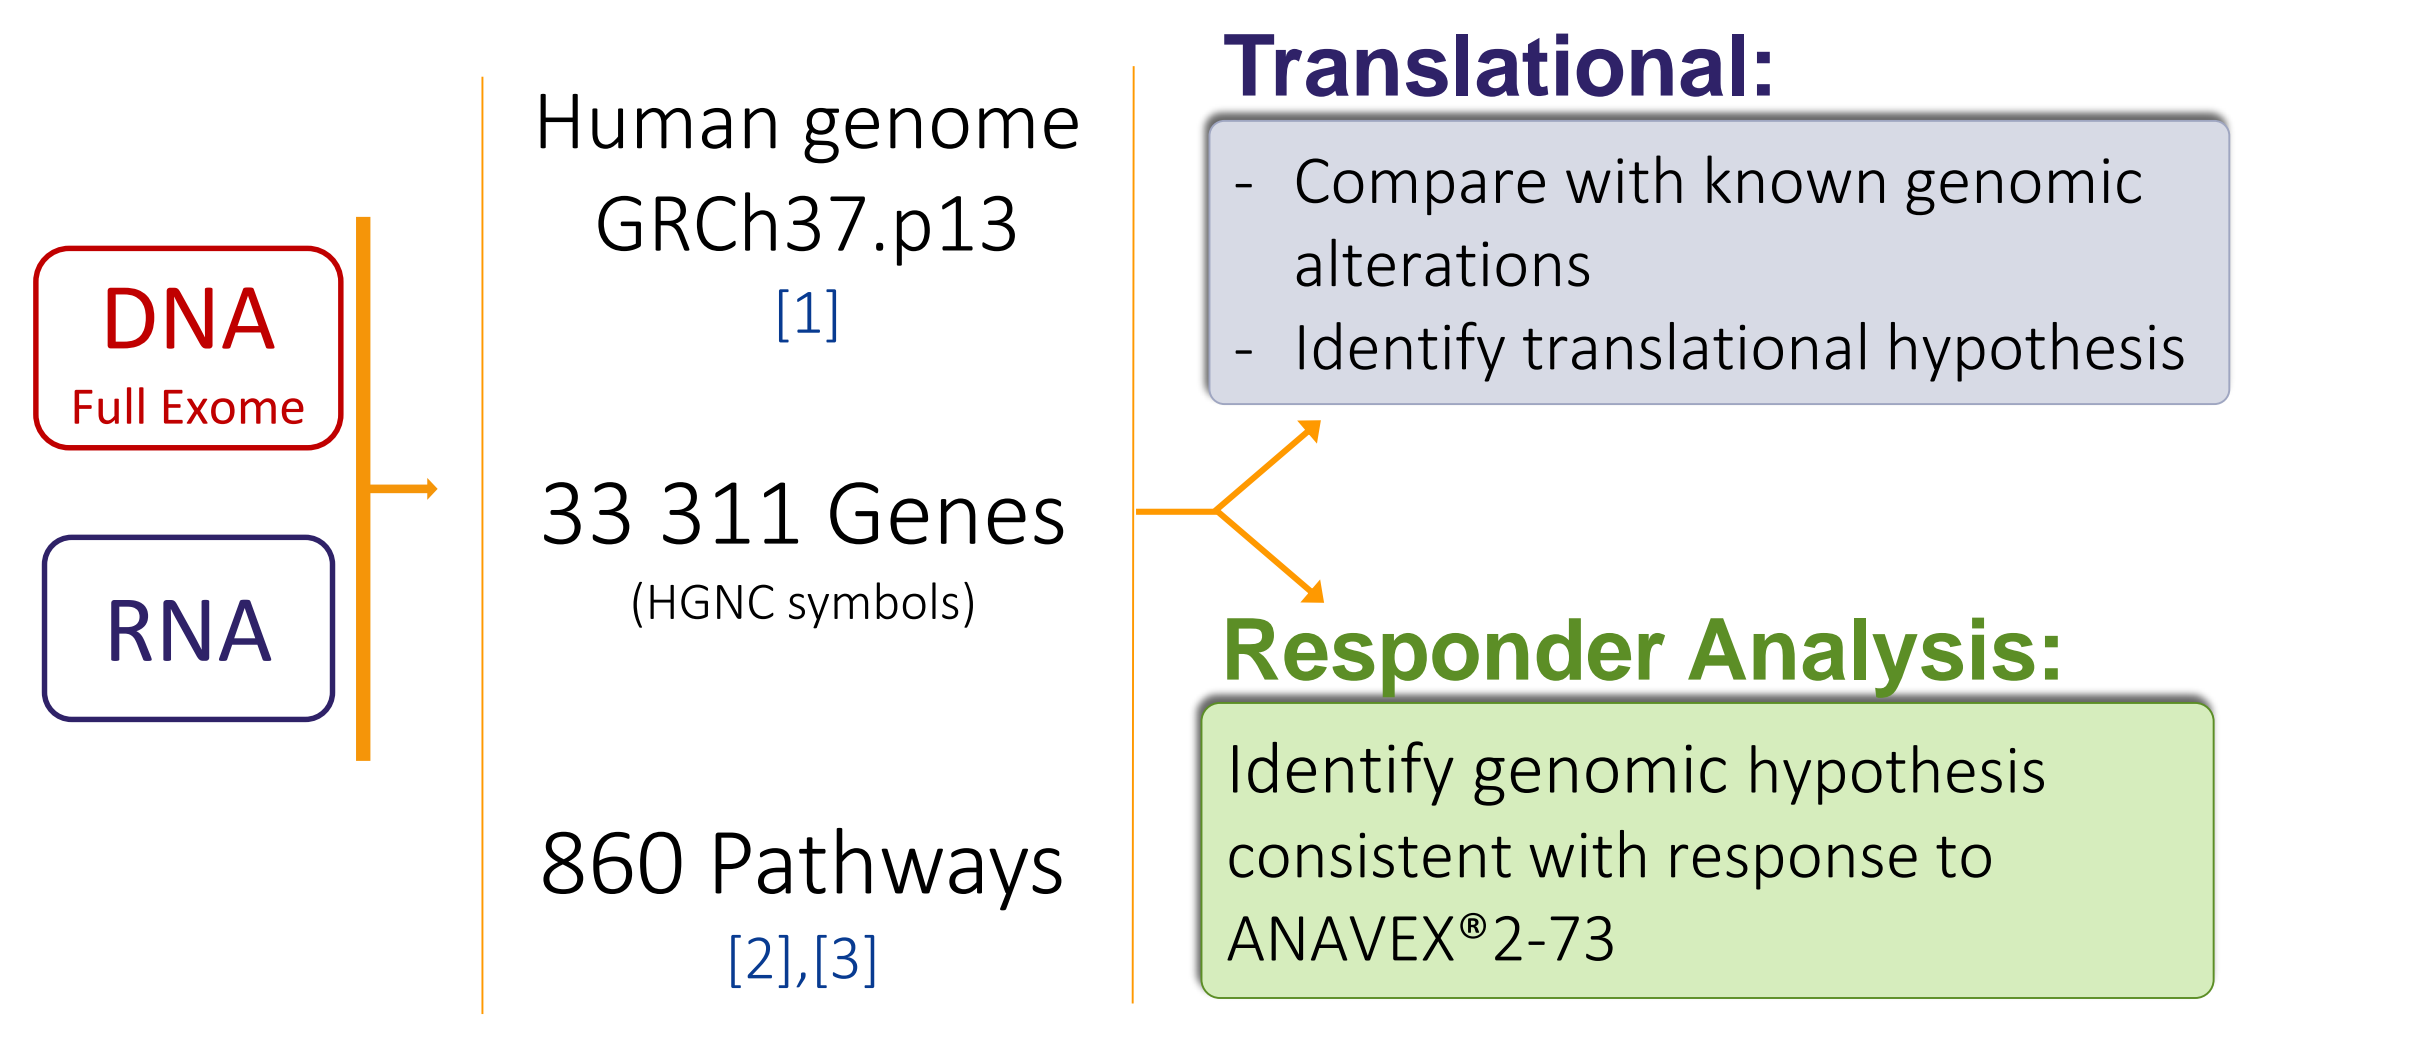 DNA
Full Exome
RNA
Human genome
GRCh37.p13
[1]
33 311 Genes
(HGNC symbols)
860 Pathways
[2],[3]
Translational:
- Compare with known genomic
alterations
- Identify translational hypothesis
Responder Analysis:
Identify genomic hypothesis
consistent with response to
ANAVEX®2-73